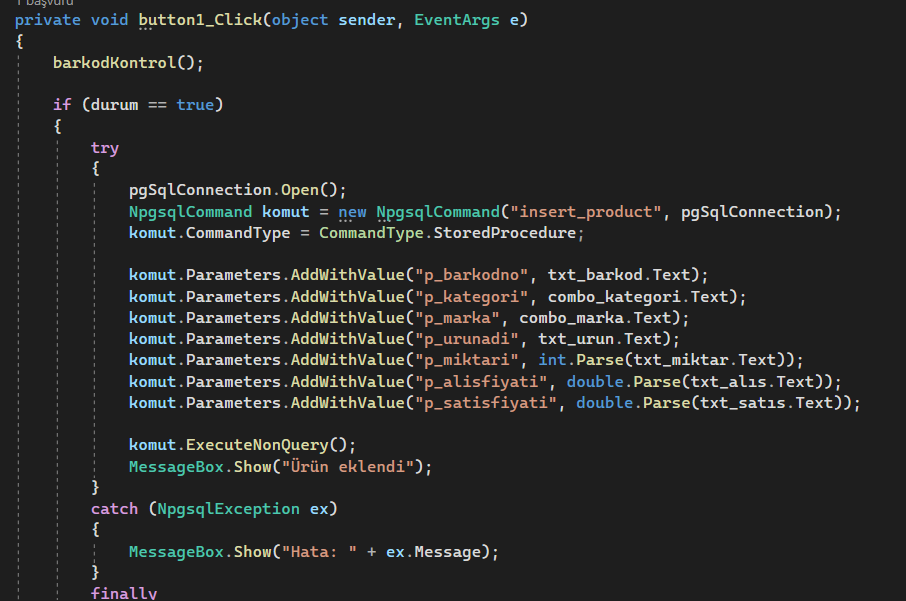 1 başvuru
private void button1_Click(object sender, EventArgs e)
{
barkodKontrol();
if (durum == true)
{
try
{
pgSqlConnection.Open();
NpgsqlCommand komut = new NpgsqlCommand("insert_product", pgSqlConnection);
komut.CommandType = CommandType.StoredProcedure;
komut.Parameters.AddWithValue("p_barkodno", txt_barkod.Text);
komut.Parameters.AddWithValue("p_kategori", combo_kategori.Text);
komut.Parameters.AddWithValue("p_marka", combo_marka.Text);
komut.Parameters.AddWithValue("p_urunadi", txt_urun.Text);
komut.Parameters.AddWithValue("p_miktari", int.Parse(txt_miktar.Text));
komut.Parameters.AddWithValue("p_alisfiyati", double.Parse(txt_alıs.Text));
komut.Parameters.AddWithValue("p_satisfiyati", double.Parse(txt_satıs.Text));
komut.ExecuteNonQuery();
MessageBox.Show("Ürün eklendi");
}
catch (NpgsqlException ex)
{
MessageBox.Show("Hata: " + ex.Message);
}
finally